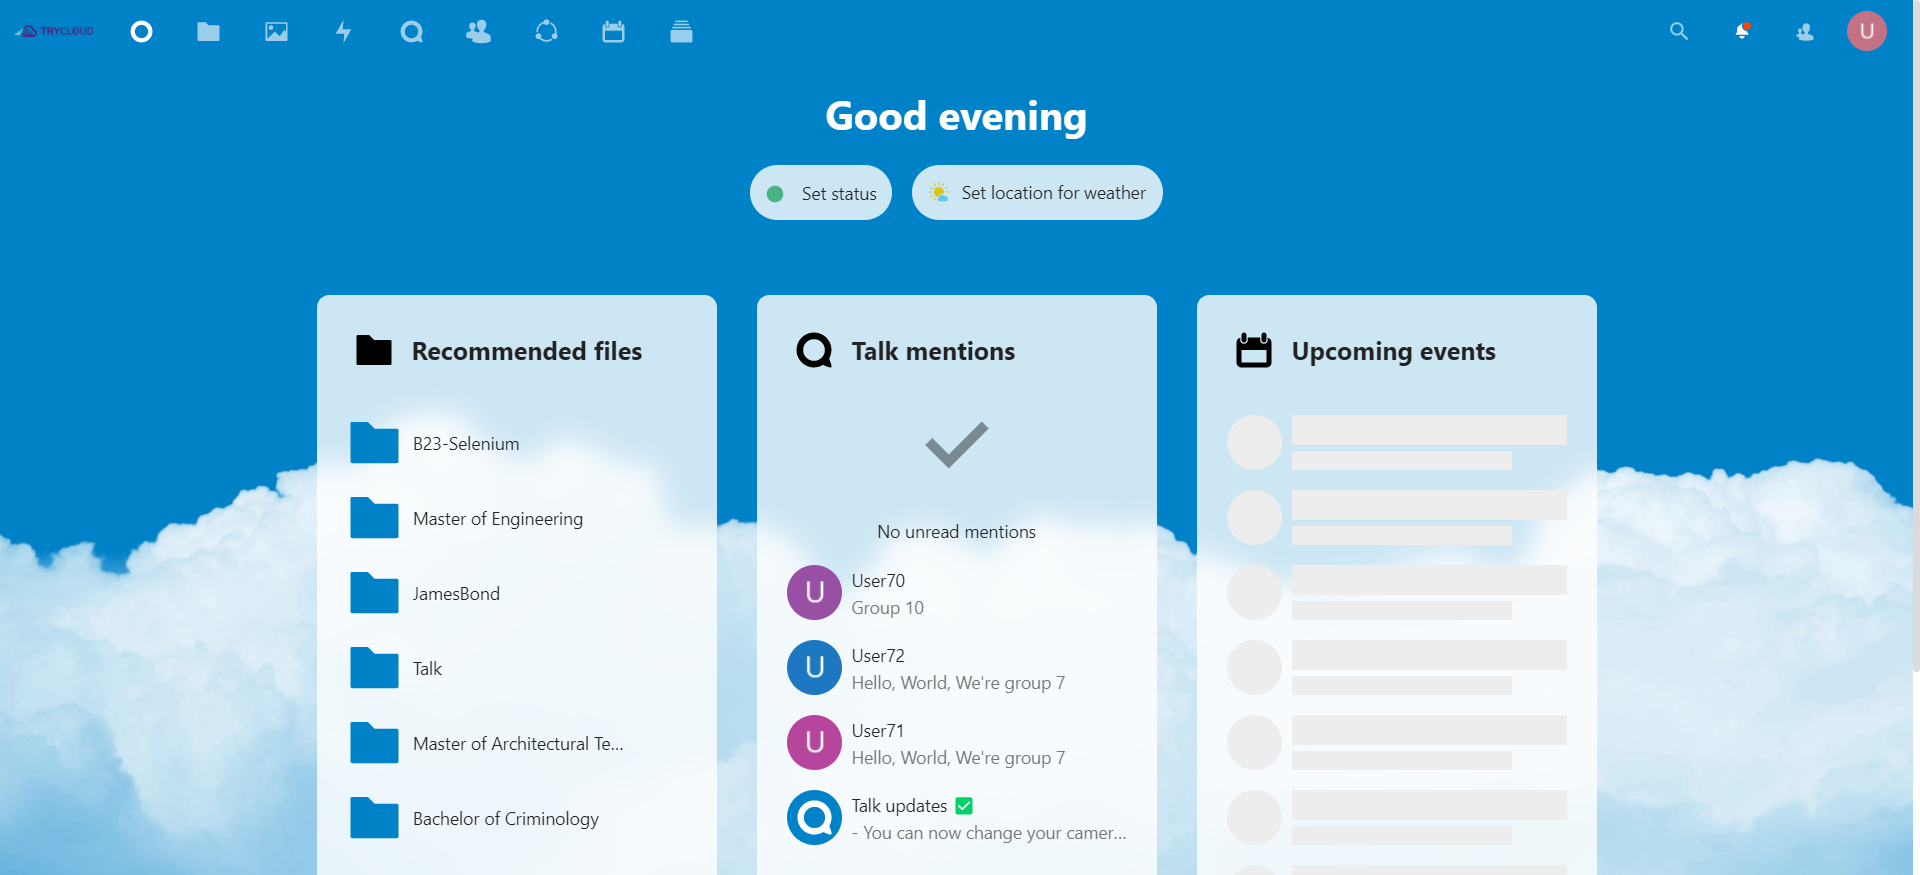 TRYCLOUD
U
Good evening
Set status
Set location for weather
Recommended files
B23-Selenium
Master of Engineering
JamesBond
Talk
Master of Architectural Te...
Bachelor of Criminology
Talk mentions
No unread mentions
U
User70
Group 10
U
User72
Hello, World, We're group 7
U
User71
Hello, World, We're group 7
Talk updates ✅
- You can now change your camer...
Upcoming events